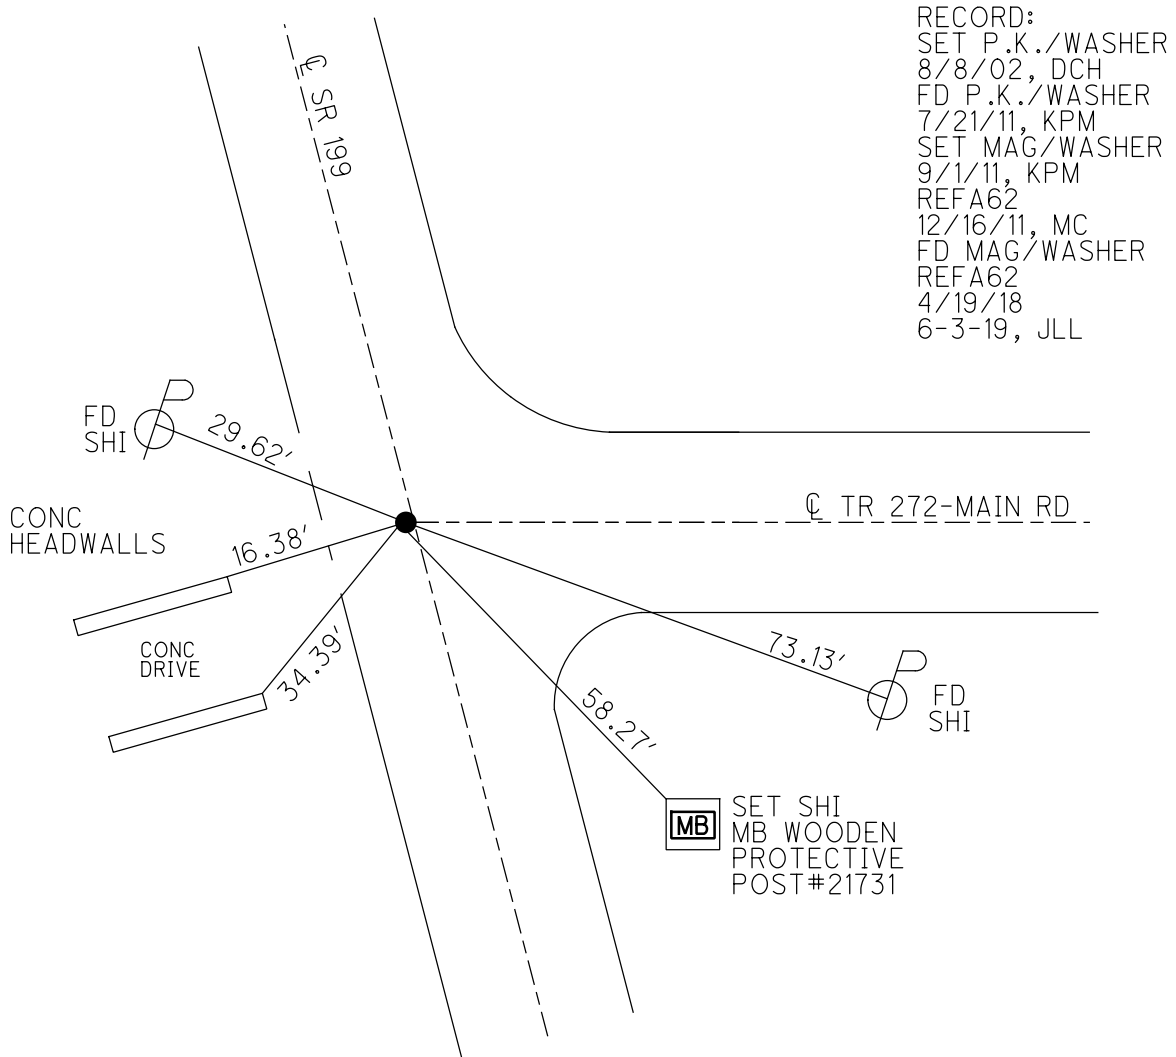 RECORD:
SET P.K./WASHER
8/8/02, DCH
FD P.K./WASHER
7/21/11, KPM
SET MAG/WASHER
9/1/11, KPM
REFA62
12/16/11, MC
FD MAG/WASHER
REFA62
4/19/18
6-3-19, JLL
℄ SR 199
FD
SHI
29.62'
℄ TR 272-MAIN RD
CONC
HEADWALLS
16.38'
CONC
DRIVE
34.39'
73.13'
58.27'
FD
SHI
MB
SET SHI
MB WOODEN
PROTECTIVE
POST#21731